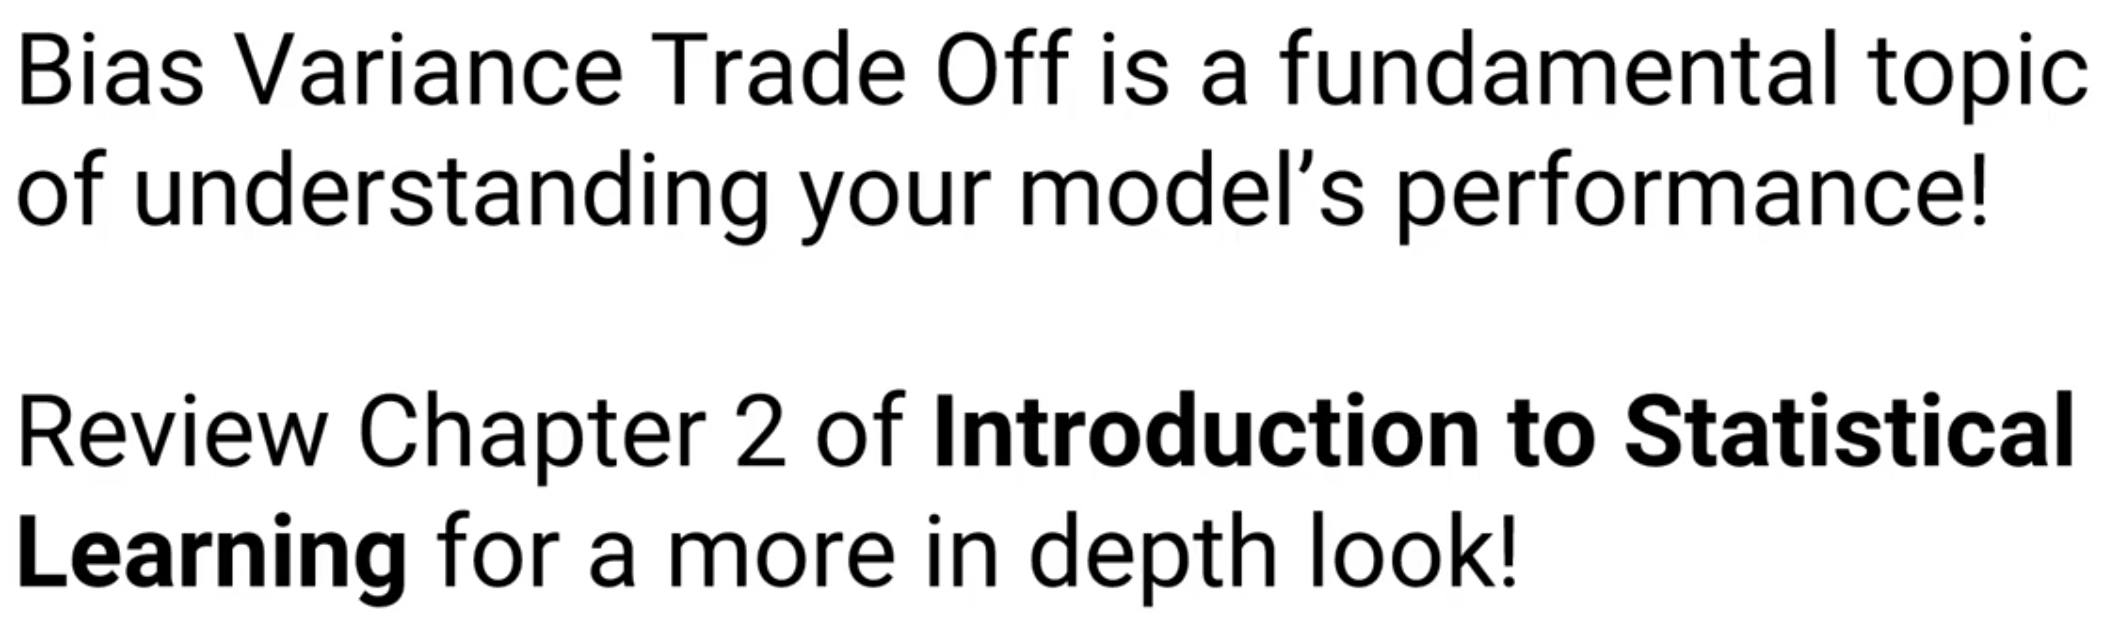 Bias Variance Trade Off is a fundamental topic
of understanding your model’s performance!
Review Chapter 2 of Introduction to Statistical
Learning for a more in depth look!